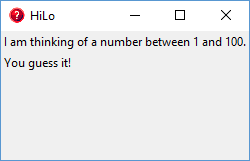 HiLo
I am thinking of a number between 1 and 100.
You guess it!